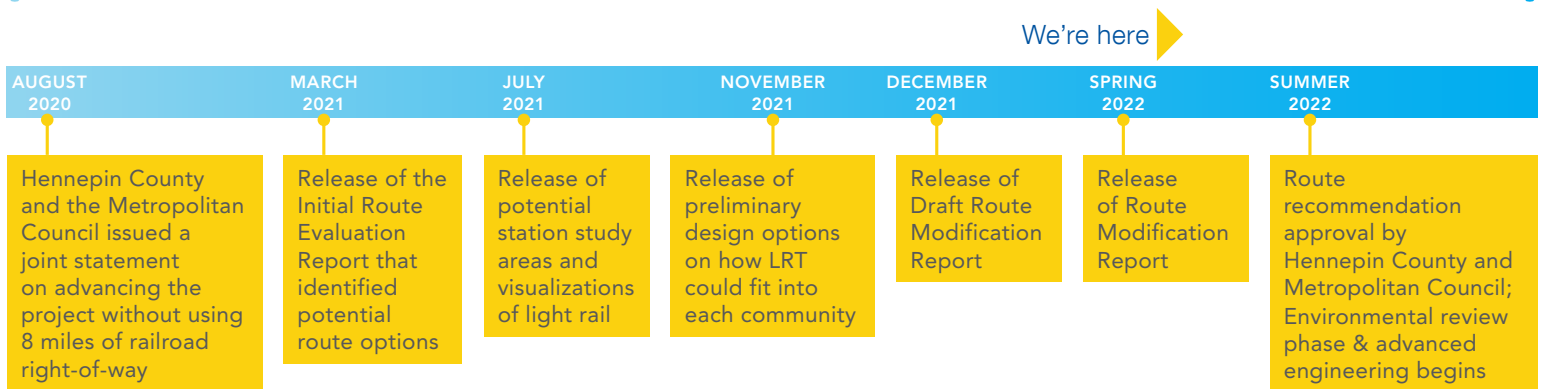 We're here
AUGUST
2020
MARCH
2021
JULY
2021
NOVEMBER
2021
DECEMBER
2021
SPRING
2022
SUMMER
2022
Hennepin County
and the Metropolitan
Council issued a
joint statement
on advancing the
project without using
8 miles of railroad
right-of-way
Release of the
Initial Route
Evaluation
Report that
identified
potential
route options
Release of
potential
station study
areas and
visualizations
of light rail
Release of
preliminary
design options
on how LRT
could fit into
each community
Release of
Draft Route
Modification
Report
Release
of Route
Modification
Report
Route
recommendation
approval by
Hennepin County and
Metropolitan Council;
Environmental review
phase & advanced
engineering begins